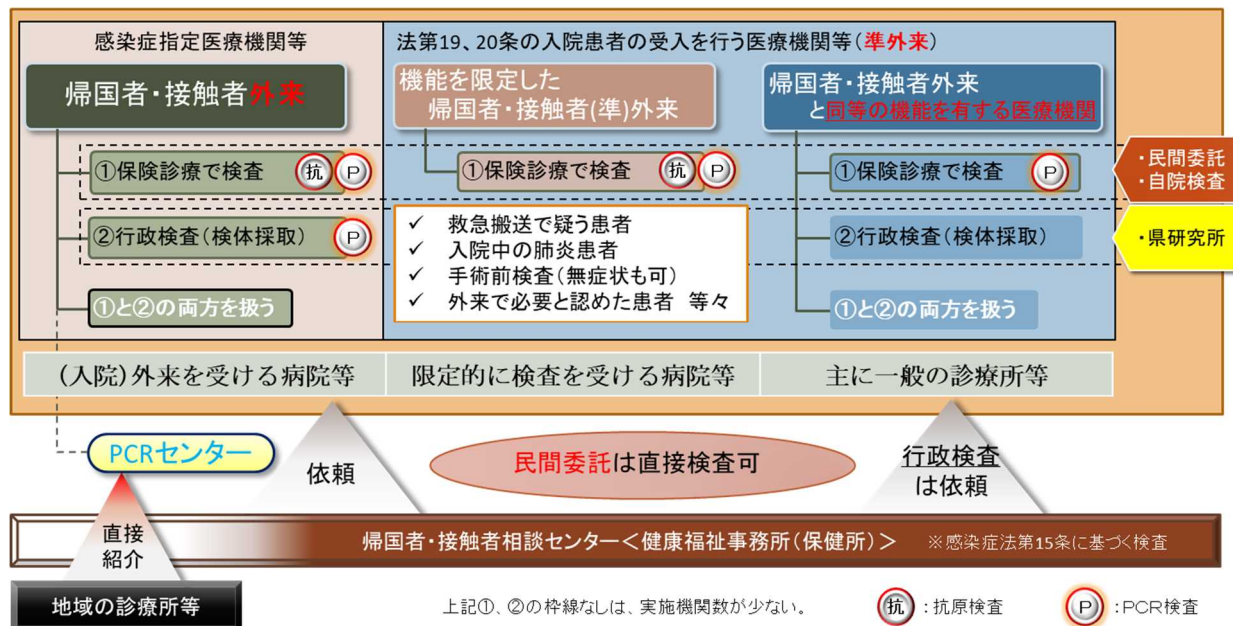 感染症指定医療機関等
法第19、20条の入院患者の受入を行う医療機関等(準外来)
帰国者・接触者外来
機能を限定した
帰国者・接触者(準)外来
帰国者・接触者外来
と同等の機能を有する医療機関
①保険診療で検査 抗 P
①保険診療で検査 抗 P
①保険診療で検査 P
・民間委託
・自院検査
②行政検査(検体採取) P
✓ 救急搬送で疑う患者
✓ 入院中の肺炎患者
✓ 手術前検査(無症状も可)
✓ 外来で必要と認めた患者 等々
②行政検査(検体採取)
・県研究所
①と②の両方を扱う
①と②の両方を扱う
(入院)外来を受ける病院等
限定的に検査を受ける病院等
主に一般の診療所等
PCRセンター
依頼
民間委託は直接検査可
行政検査
は依頼
直接
紹介
帰国者・接触者相談センター<健康福祉事務所(保健所)> ※感染症法第15条に基づく検査
地域の診療所等
上記①、②の枠線なしは、実施機関数が少ない。
抗:抗原検査
P:PCR検査